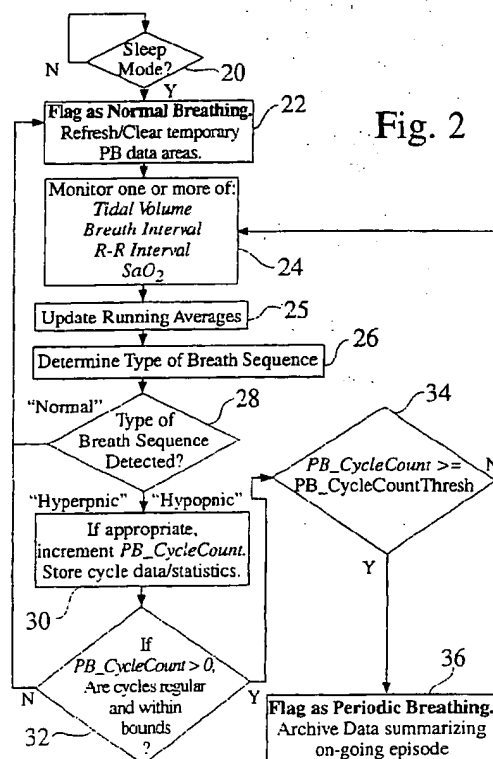 Sleep
Mode?
N
20
Y
Flag as Normal Breathing.
Refresh/Clear temporary
PB data areas.
22
Fig. 2
Monitor one or more of:
Tidal Volume
Breath Interval
R-R Interval
SaO2
24
Update Running Averages
25
Determine Type of Breath Sequence
26
"Normal"
Type of
Breath Sequence
Detected?
28
"Hyperpnic" "Hypopnic"
If appropriate,
increment PB_CycleCount.
Store cycle data/statistics.
30
If
PB_CycleCount > 0,
Are cycles regular
and within
bounds
?
N
Y
32
34
PB_CycleCount >=
PB_CycleCountThresh
N
Y
36
Flag as Periodic Breathing.
Archive Data summarizing
on-going episode